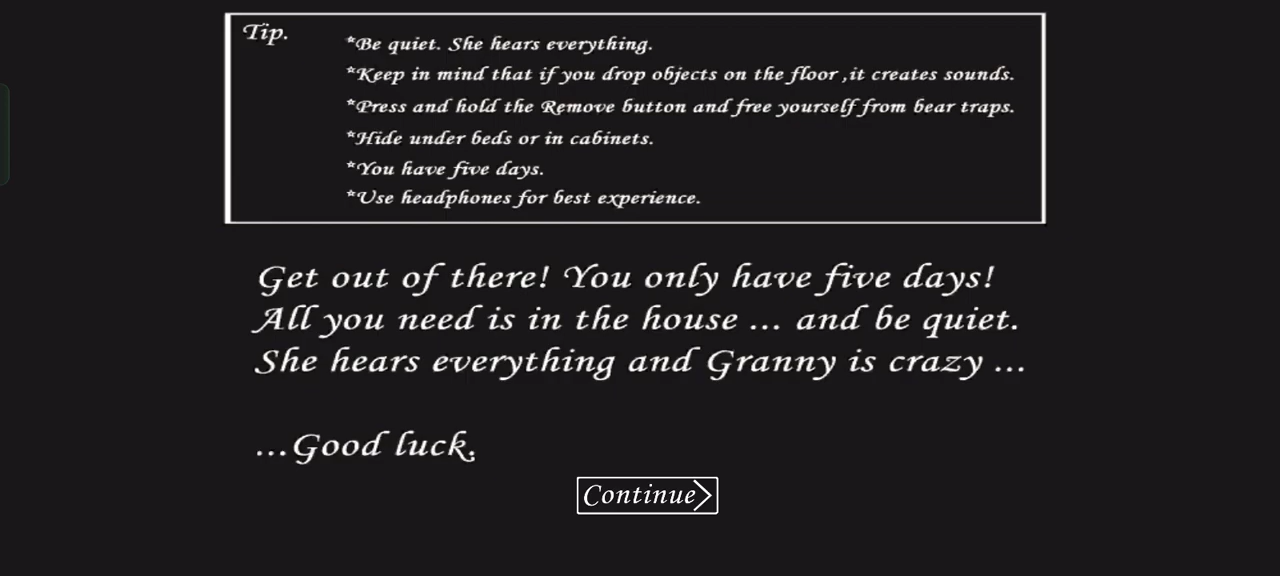 Tip.
*Be quiet. She hears everything.
*Keep in mind that if you drop objects on the floor ,it creates sounds.
*Press and hold the Remove button and free yourself from bear traps.
*Hide under beds or in cabinets.
*You have five days.
*Use headphones for best experience.
Get out of there! You only have five days!
All you need is in the house ... and be quiet.
She hears everything and Granny is crazy ...
...Good luck.
Continue